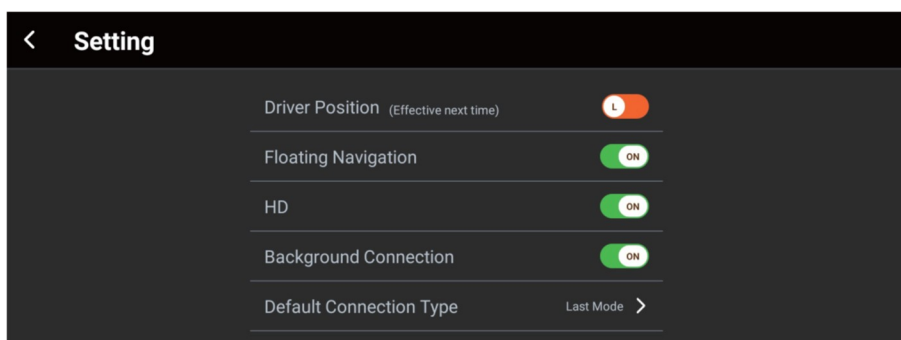 Setting
Driver Position (Effective next time) L
Floating Navigation ON
HD ON
Background Connection ON
Default Connection Type Last Mode